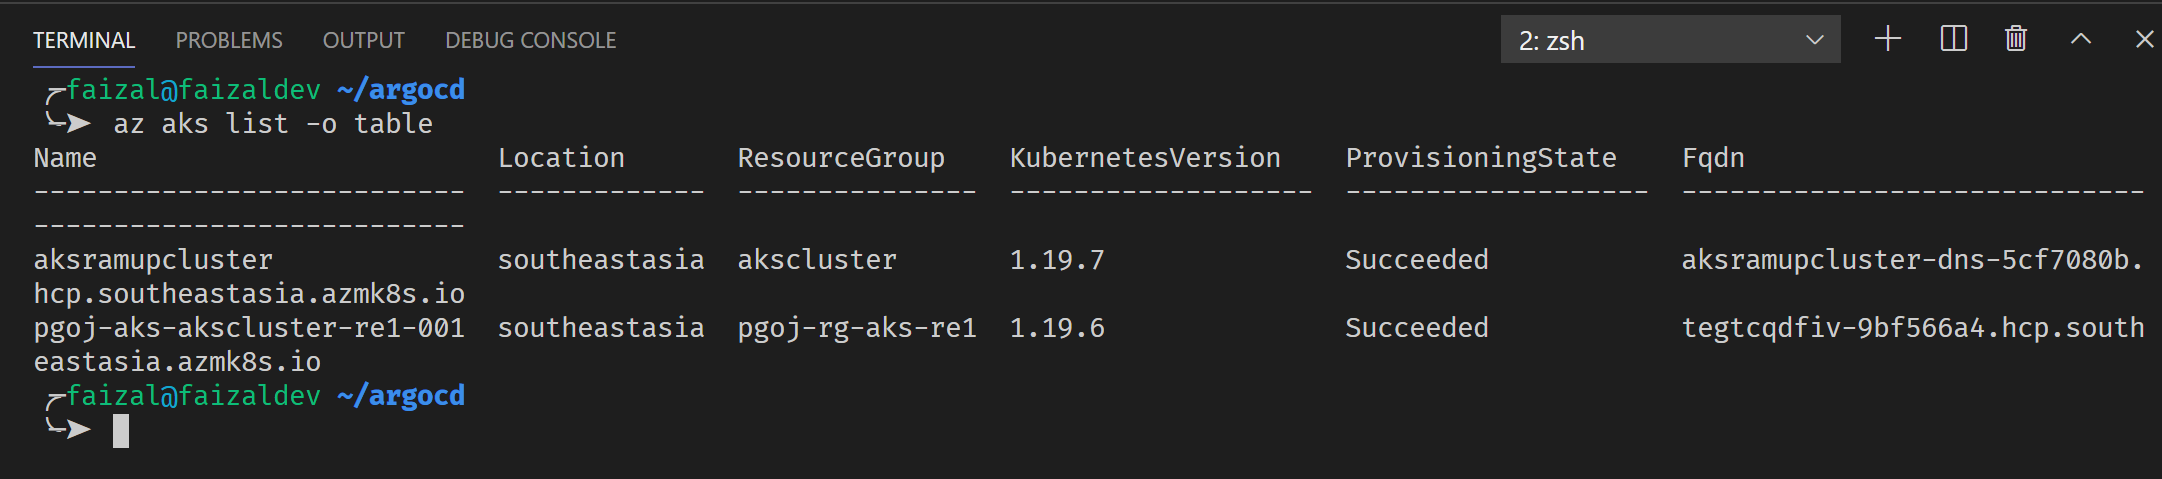 TERMINAL PROBLEMS OUTPUT DEBUG CONSOLE 2: zsh
faizal@faizaldev ~/argocd
az aks list -o table
Name Location ResourceGroup KubernetesVersion ProvisioningState Fqdn
--------------------------- ------------- --------------- ------------------- ------------------- -----------------------------
---------------------------
aksramupcluster southeastasia akscluster 1.19.7 Succeeded aksramupcluster-dns-5cf7080b.
hcp.southeastasia.azmk8s.io
pgoj-aks-akscluster-re1-001 southeastasia pgoj-rg-aks-re1 1.19.6 Succeeded tegtcqdfiv-9bf566a4.hcp.south
eastasia.azmk8s.io
faizal@faizaldev ~/argocd